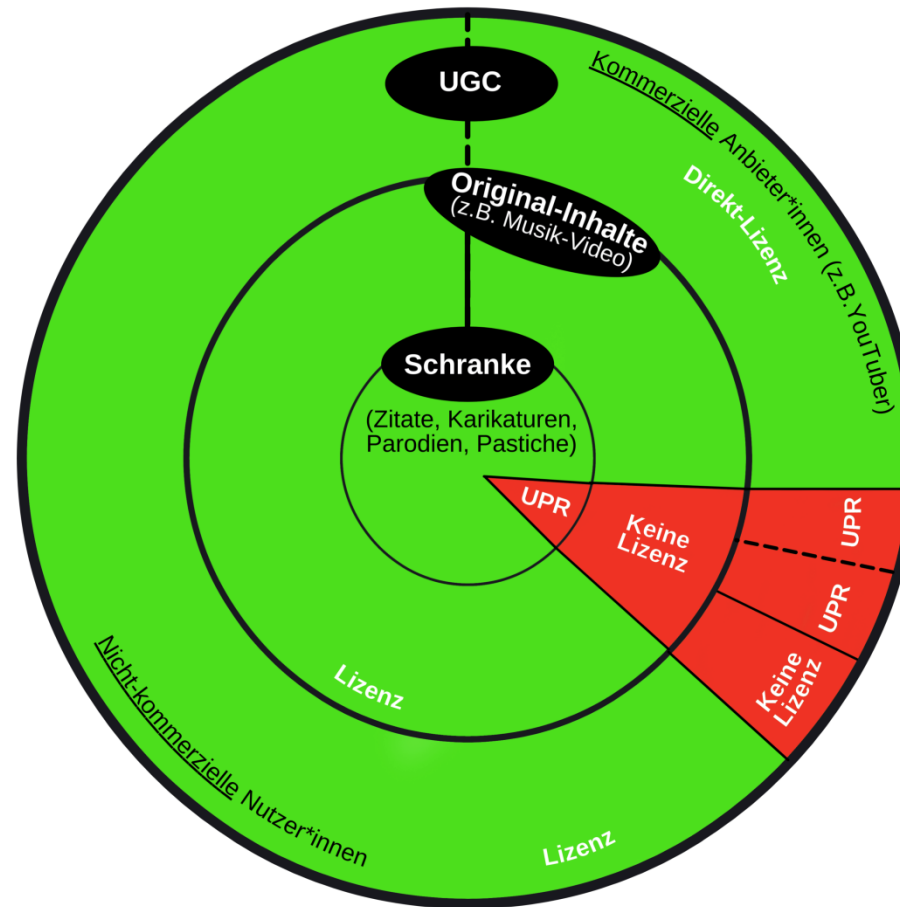 UGC
Kommerzielle Anbieter*innen (z.B.YouTuber)
Direkt-Lizenz
Original-Inhalte
(z.B. Musik-Video)
Schranke
(Zitate, Karikaturen,
Parodien, Pastiche)
UPR
Keine
Lizenz
UPR
UPR
Keine
Lizenz
Lizenz
Nicht-kommerzielle Nutzer*innen
Lizenz